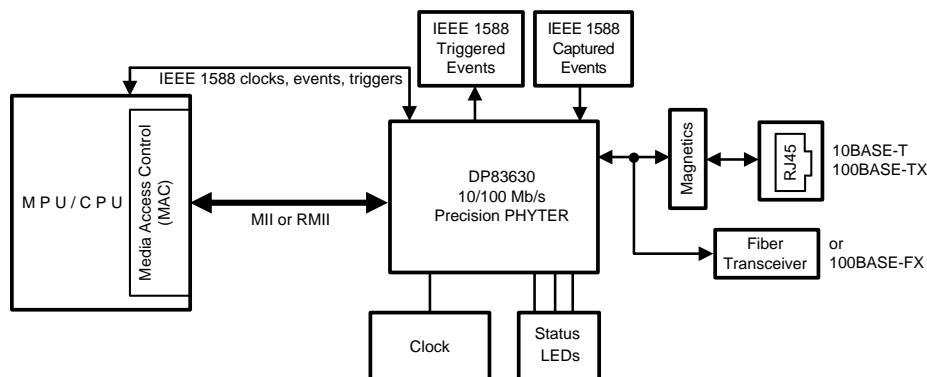 IEEE 1588
Triggered
Events
IEEE 1588
Captured
Events
IEEE 1588 clocks, events, triggers
MPU/CPU
Media Access Control
(MAC)
MII or RMII
DP83630
10/100 Mb/s
Precision PHYTER
Magnetics
RJ45
10BASE-T
100BASE-TX
Fiber
Transceiver
or
100BASE-FX
Clock
Status
LEDs